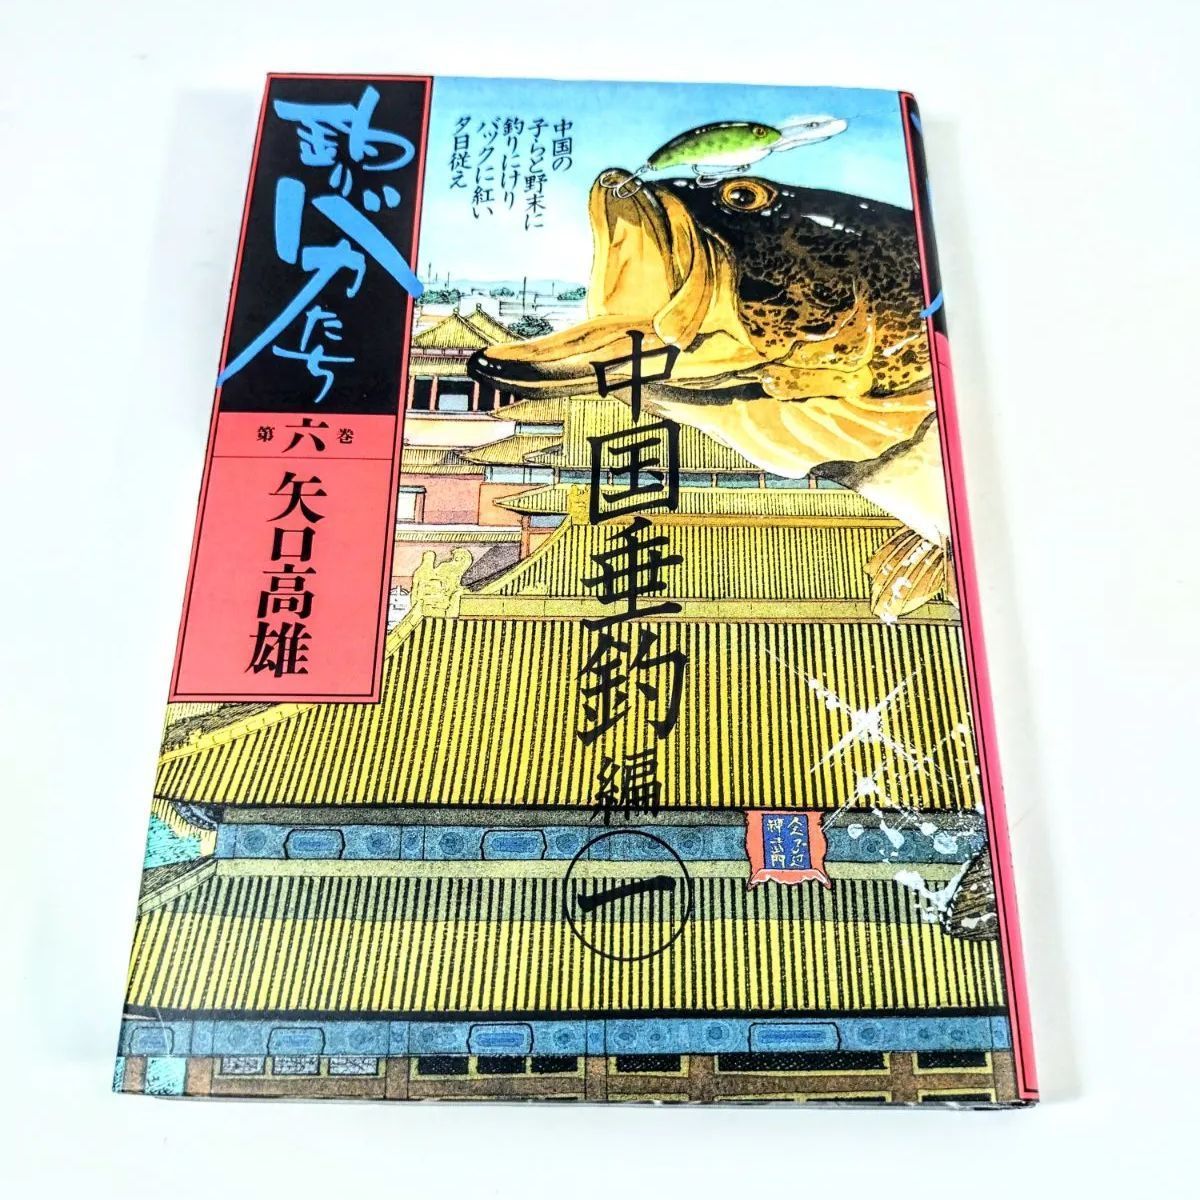 釣りバカたち
第六巻
矢口高雄
中国の
子らと野末に
釣りにけり
バックに紅い
夕日従え
中国垂釣編
一